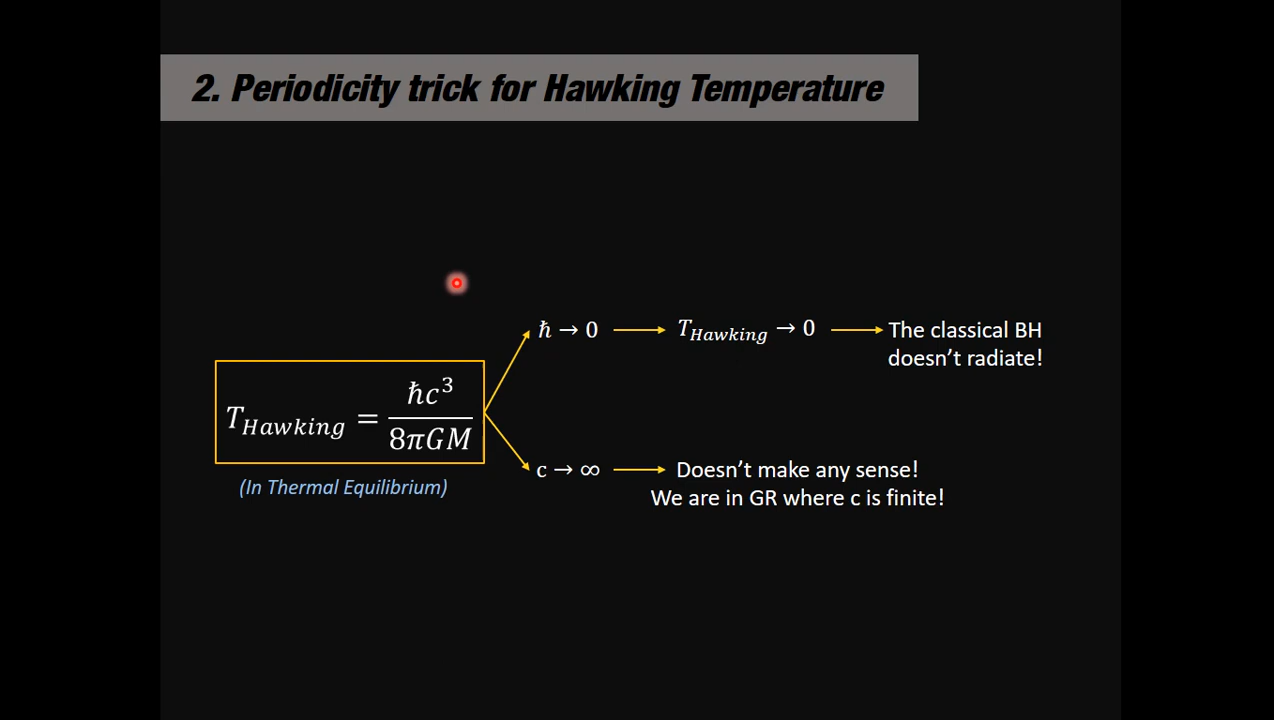 2. Periodicity trick for Hawking Temperature
ℏ → 0 T_Hawking → 0 The classical BH
doesn't radiate!
T_Hawking = ℏc³ / 8πGM
c → ∞ Doesn't make any sense!
(In Thermal Equilibrium) We are in GR where c is finite!